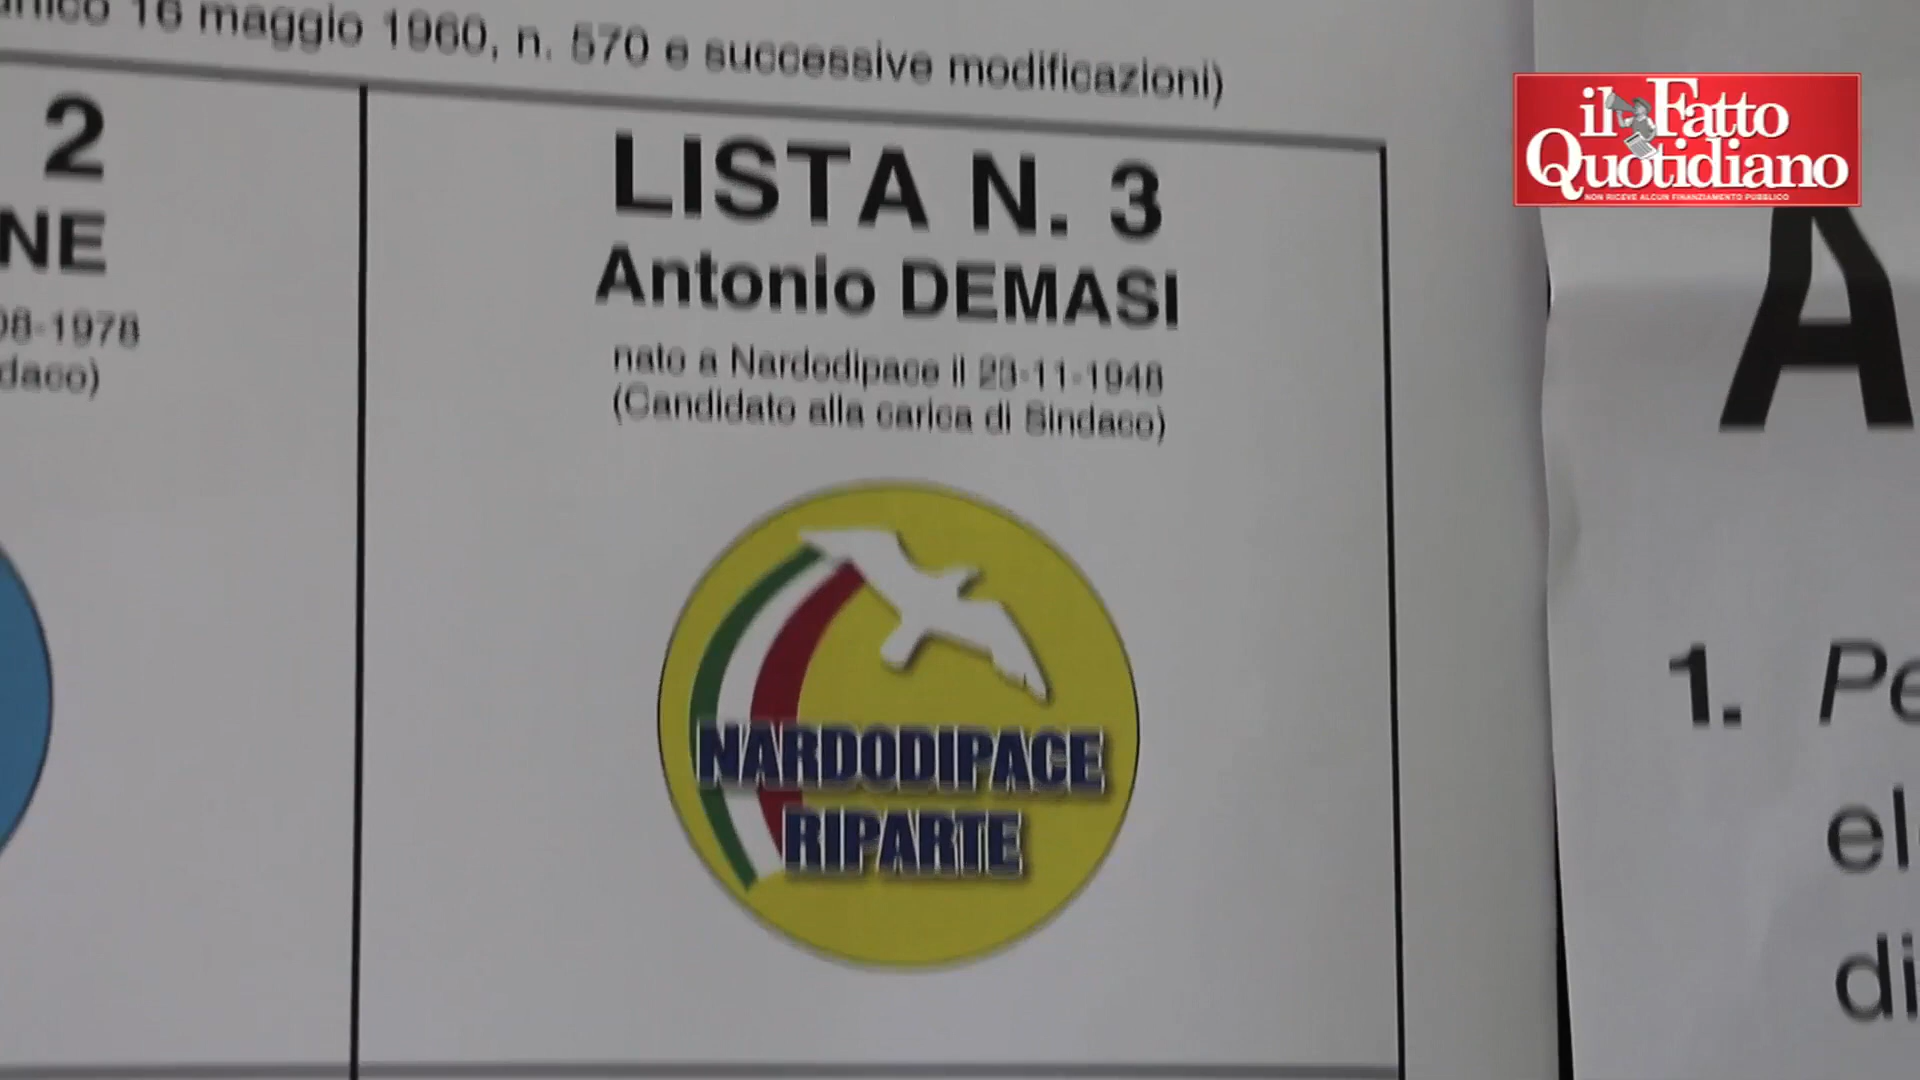 16 maggio 1960, n. 570 e successive modificazioni)
2
NE
08-1978
daco)
LISTA N. 3
Antonio DEMASI
nato a Nardodipace il 23-11-1948
(Candidato alla carica di Sindaco)
NARDODIPACE
RIPARTE
il Fatto
Quotidiano
NON RICEVE ALCUN FINANZIAMENTO PUBBLICO
A
1. Pe
el
di